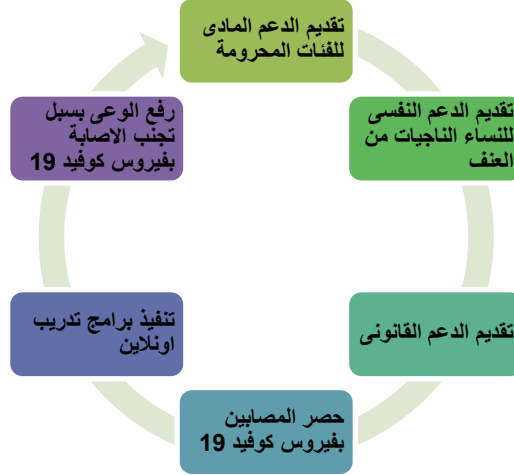 تقديم الدعم المادى
للفئات المحرومة
تقديم الدعم النفسى
للنساء الناجيات من
العنف
تقديم الدعم القانونى
حصر المصابين
بفيروس كوفيد 19
تنفيذ برامج تدريب
اونلاين
رفع الوعى بسبل
تجنب الاصابة
بفيروس كوفيد 19